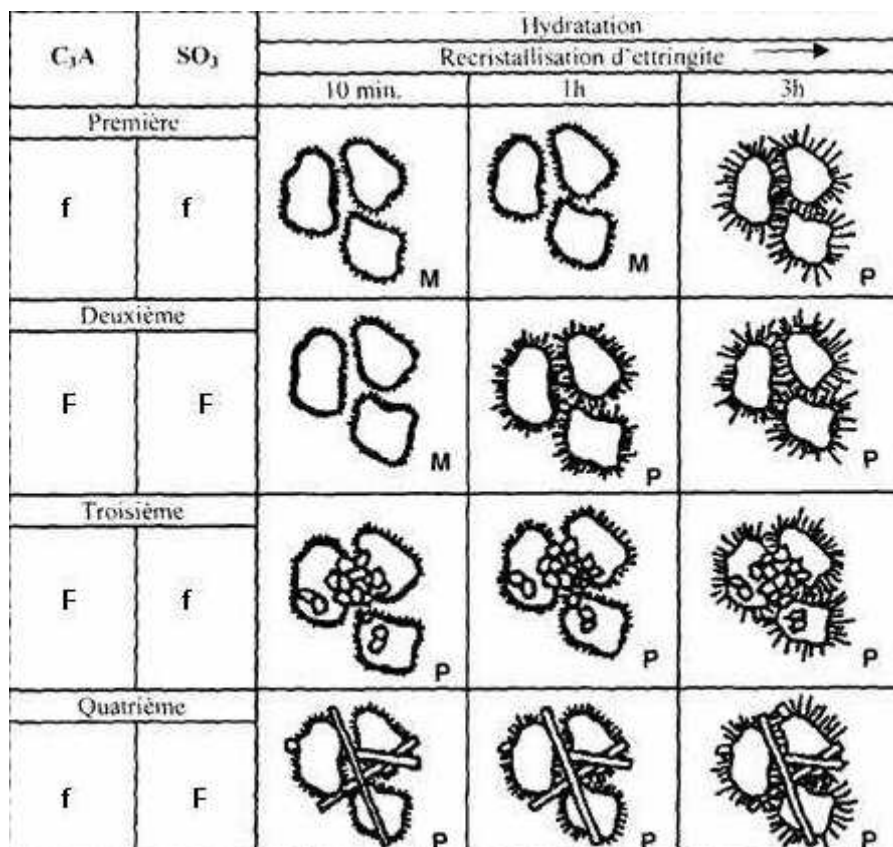 C₃A SO₃ Hydratation
Recristallisation d'ettringite
10 min. 1h 3h
Première
f f M M P
Deuxième
F F M P P
Troisième
F f P P P
Quatrième
f F P P P